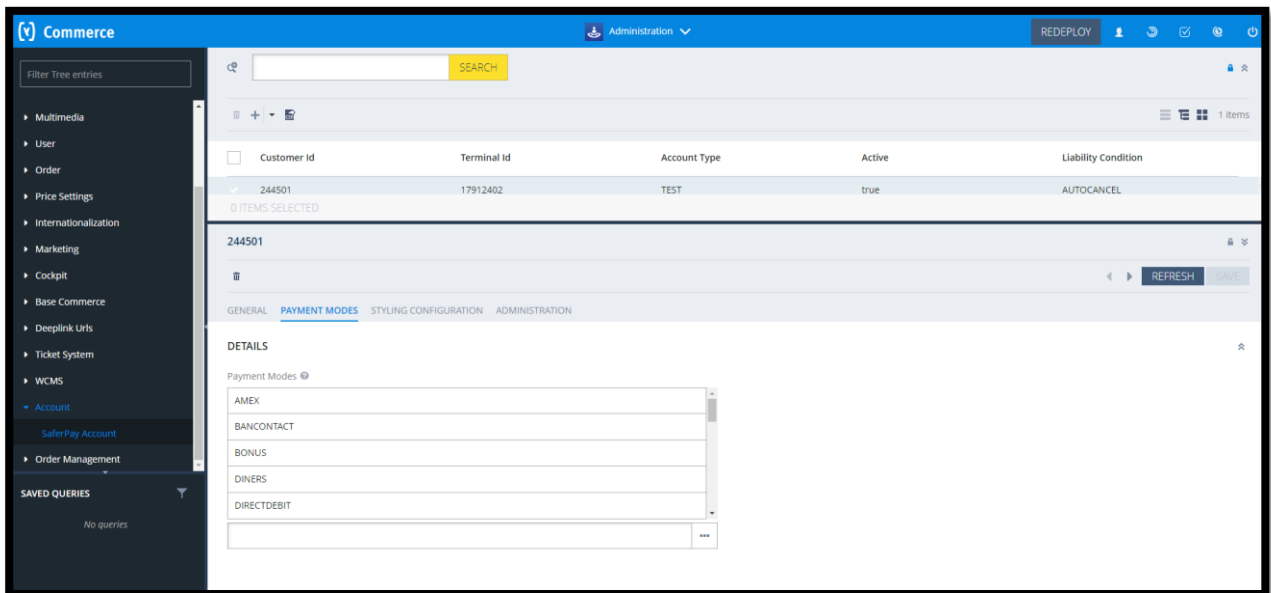 (y) Commerce
Administration
REDEPLOY
Filter Tree entries
Multimedia
User
Order
Price Settings
Internationalization
Marketing
Cockpit
Base Commerce
Deeplink Urls
Ticket System
WCMS
Account
SaferPay Account
Order Management
SAVED QUERIES
No queries
SEARCH
1 items
Customer Id Terminal Id Account Type Active Liability Condition
244501 17912402 TEST true AUTOCANCEL
0 ITEMS SELECTED
244501
REFRESH SAVE
GENERAL PAYMENT MODES STYLING CONFIGURATION ADMINISTRATION
DETAILS
Payment Modes
AMEX
BANCONTACT
BONUS
DINERS
DIRECTDEBIT